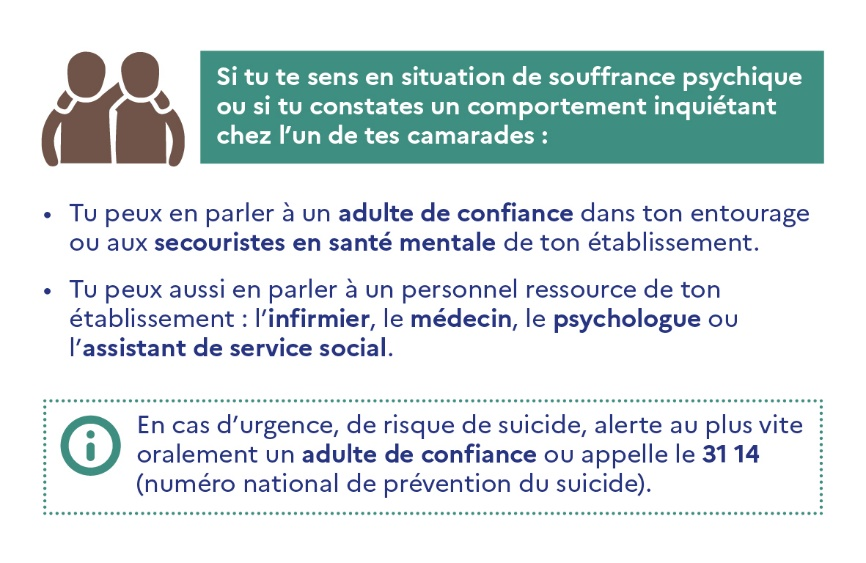 Si tu te sens en situation de souffrance psychique
ou si tu constates un comportement inquiétant
chez l’un de tes camarades :
• Tu peux en parler à un adulte de confiance dans ton entourage
ou aux secouristes en santé mentale de ton établissement.
• Tu peux aussi en parler à un personnel ressource de ton
établissement : l’infirmier, le médecin, le psychologue ou
l’assistant de service social.
En cas d’urgence, de risque de suicide, alerte au plus vite
oralement un adulte de confiance ou appelle le 31 14
(numéro national de prévention du suicide).